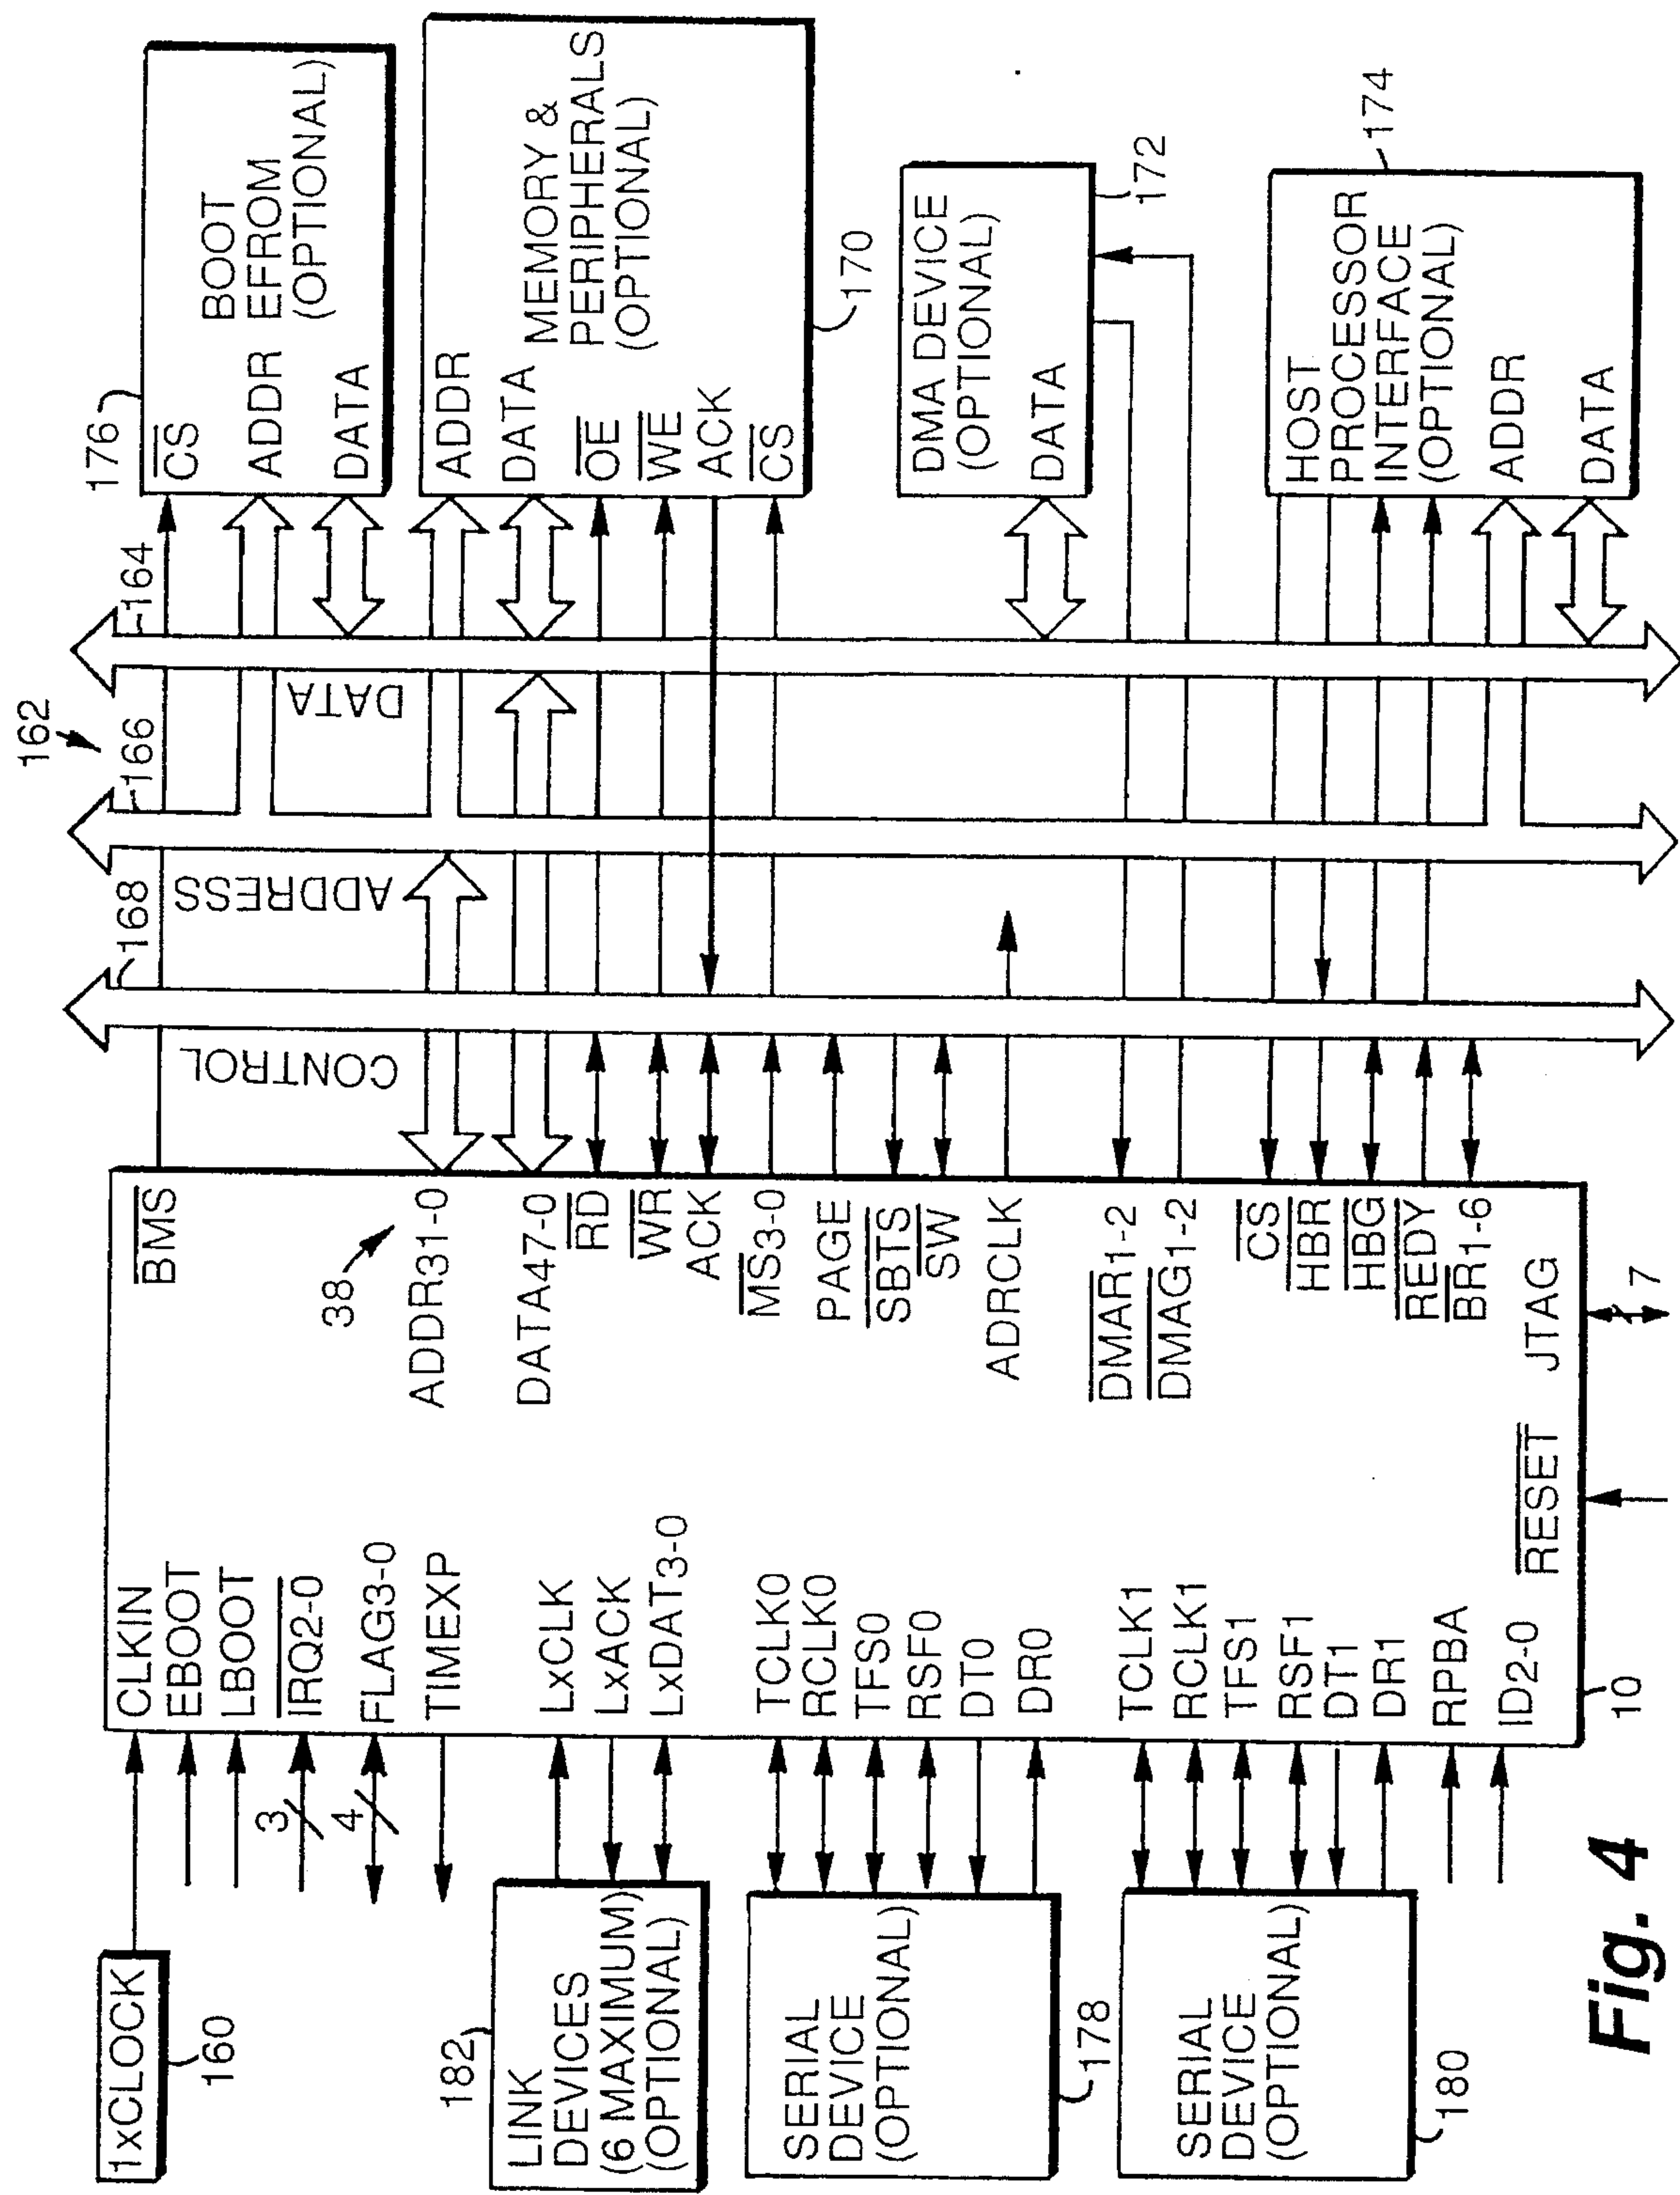 1xCLOCK
160
LINK
DEVICES
(6 MAXIMUM)
(OPTIONAL)
182
SERIAL
DEVICE
(OPTIONAL)
178
SERIAL
DEVICE
(OPTIONAL)
180
3
4
CLKIN
EBOOT
LBOOT
IRQ2-0
FLAG3-0
TIMEXP
LxCLK
LxACK
LxDAT3-0
TCLK0
RCLK0
TFS0
RSF0
DT0
DR0
TCLK1
RCLK1
TFS1
RSF1
DT1
DR1
RPBA
ID2-0
10
RESET
JTAG
7
BMS
38
ADDR31-0
DATA47-0
RD
WR
ACK
MS3-0
PAGE
SBTS
SW
ADRCLK
DMAR1-2
DMAG1-2
CS
HBR
HBG
REDY
BR1-6
CONTROL
168
ADDRESS
166
DATA
164
162
176
CS
ADDR
DATA
BOOT
EFROM
(OPTIONAL)
ADDR
DATA
OE
WE
ACK
CS
MEMORY &
PERIPHERALS
(OPTIONAL)
170
DMA DEVICE
(OPTIONAL)
DATA
172
HOST
PROCESSOR
INTERFACE
(OPTIONAL)
ADDR
DATA
174
Fig. 4